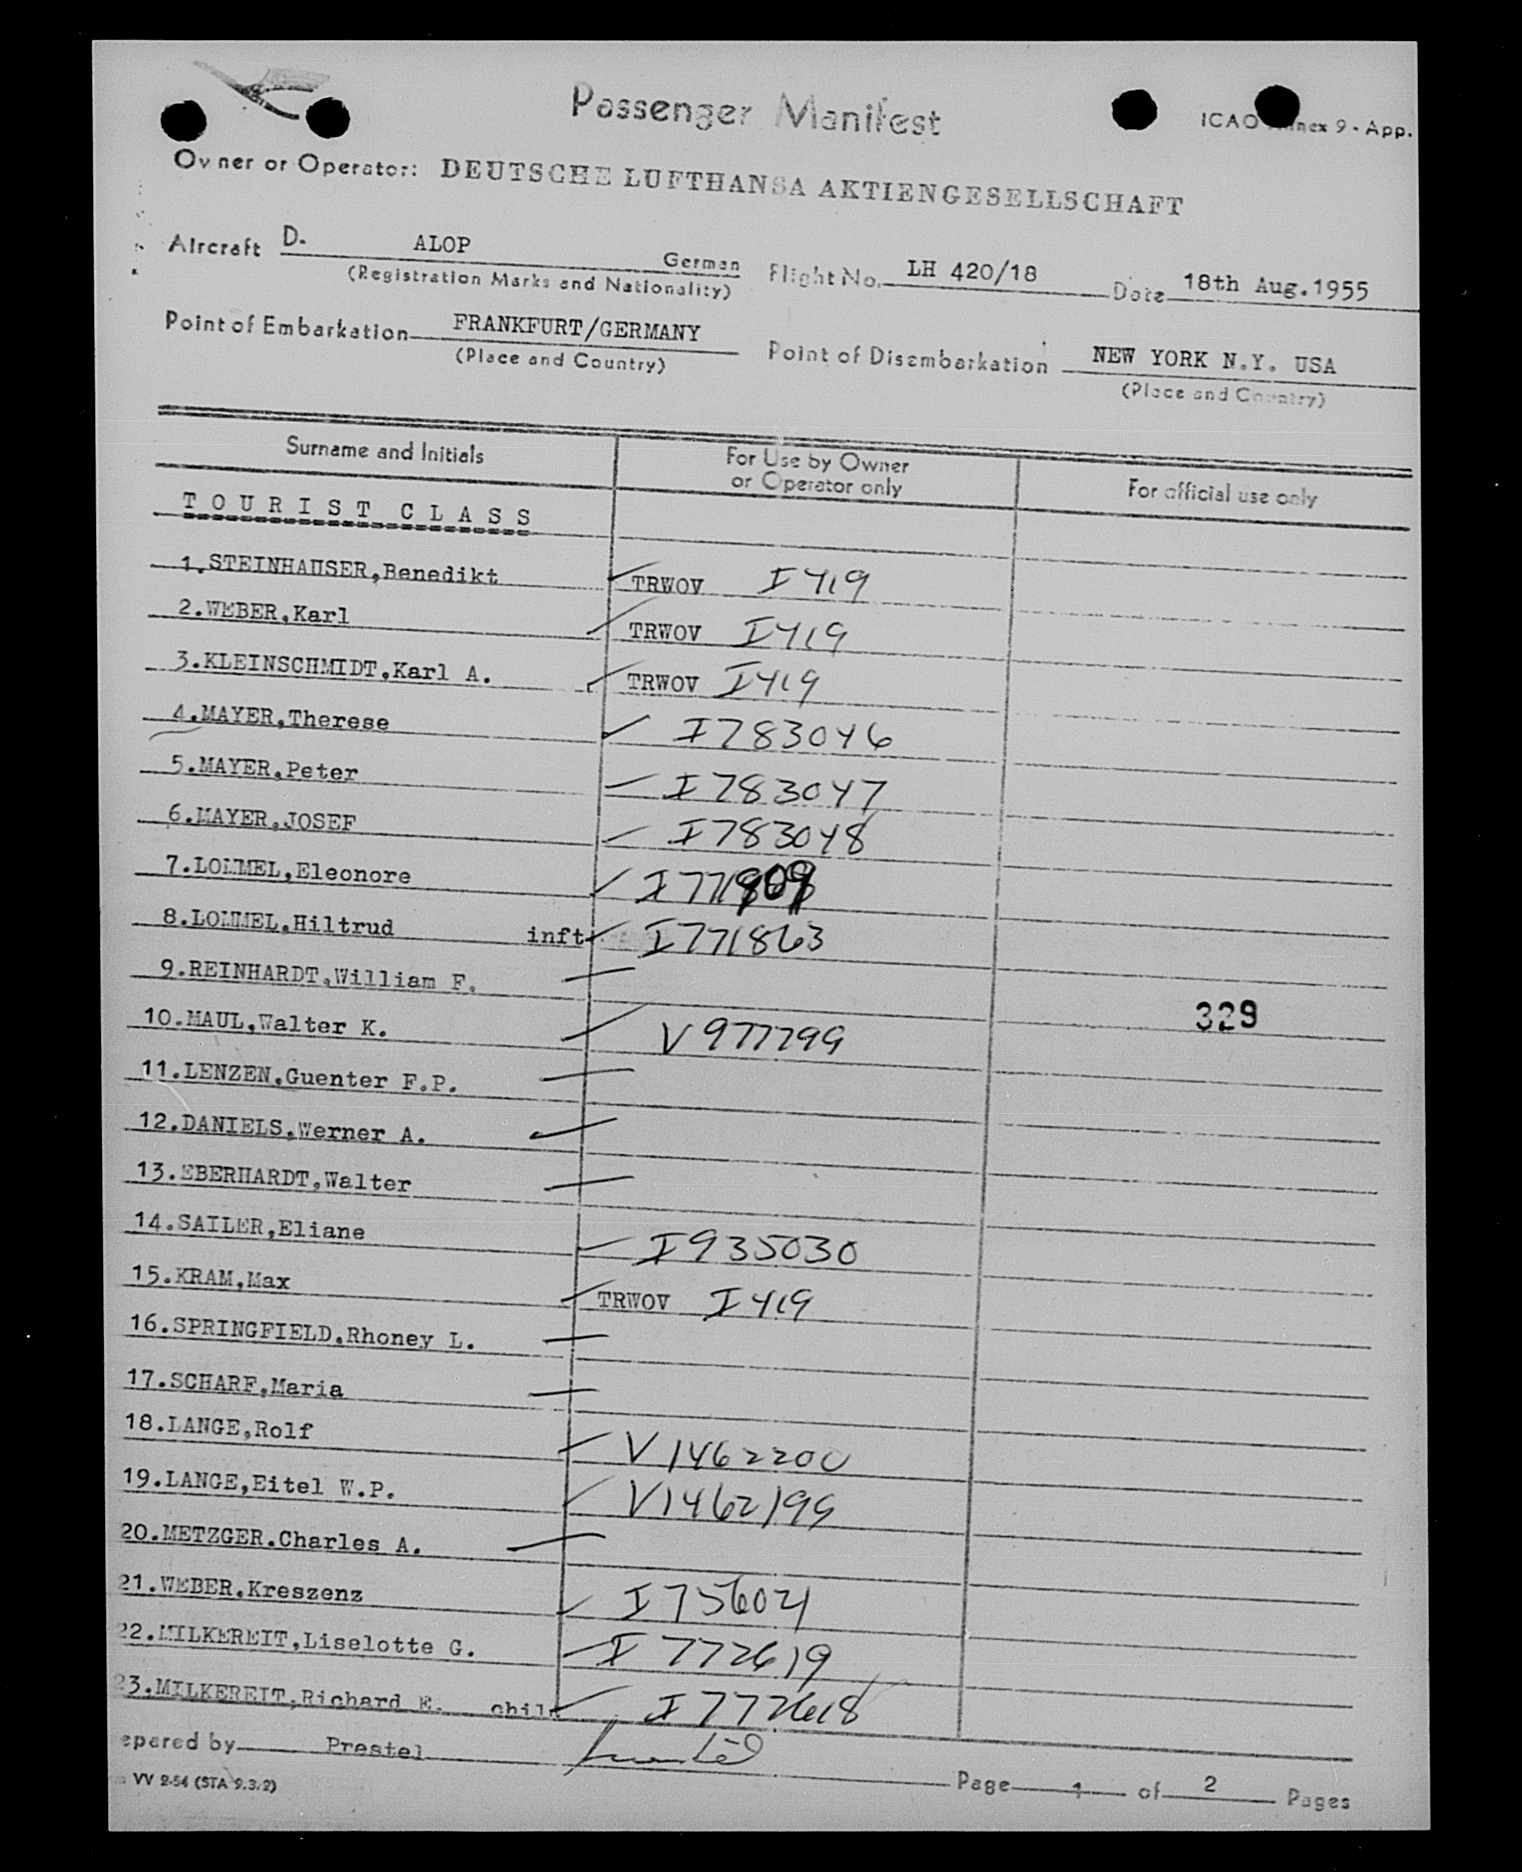 Passenger Manifest
ICAO Annex 9 - App.
Owner or Operator: DEUTSCHE LUFTHANSA AKTIENGESELLSCHAFT
Aircraft D. ALOP German Flight No. LH 420/18 Date 18th Aug.1955
(Registration Marks and Nationality)
Point of Embarkation FRANKFURT/GERMANY Point of Disembarkation NEW YORK N.Y. USA
(Place and Country) (Place and Country)
Surname and Initials For Use by Owner or Operator only For official use only
TOURIST CLASS
1.STEINHAUSER,Benedikt TRWOV I419
2.WEBER,Karl TRWOV I419
3.KLEINSCHMIDT,Karl A. TRWOV I419
4.MAYER,Therese I783046
5.MAYER,Peter I783047
6.MAYER,JOSEF I783048
7.LOMMEL,Eleonore
8.LOMMEL,Hiltrud inft I771863
9.REINHARDT,William F.
329
10.MAUL,Walter K. V977799
11.LENZEN,Guenter F.P.
12.DANIELS,Werner A.
13.EBERHARDT,Walter
14.SAILER,Eliane I935030
15.KRAM,Max TRWOV I419
16.SPRINGFIELD,Rhoney L.
17.SCHARF,Maria
18.LANGE,Rolf V1462200
19.LANGE,Eitel W.P. V1462199
20.METZGER.Charles A.
21.WEBER,Kreszenz I756021
22.MILKEREIT,Liselotte G. I772619
23.MILKEREIT,Richard E. child I772618
epared by Prestel
VV 2-54 (STA 9.3.2)
Page 1 of 2 Pages